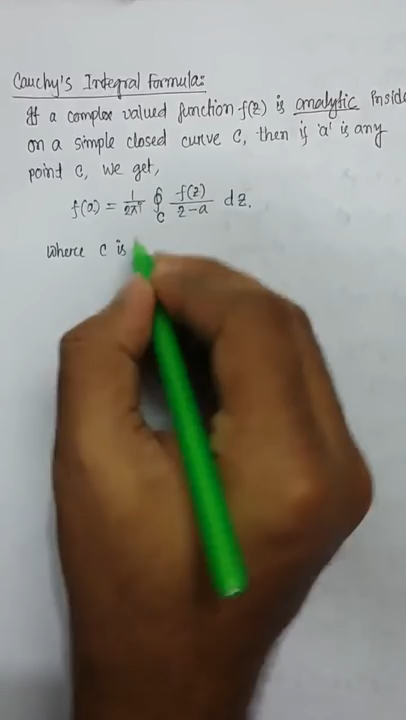 Cauchy's Integral Formula:
If a complex valued function f(z) is analytic inside
on a simple closed curve C, then if 'a' is any
point C, we get,
f(a) = 1/2πi ∮_C f(z)/z-a dz.
where C is